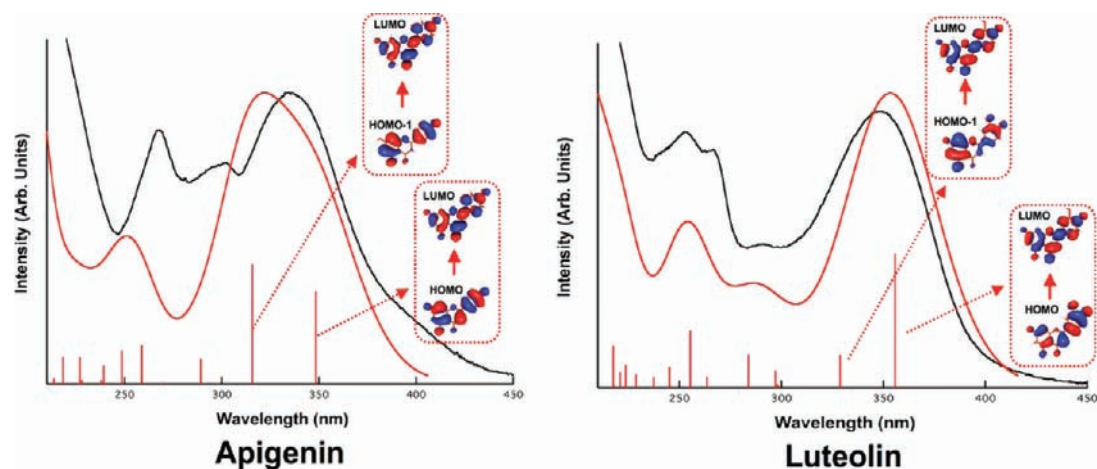 LUMO
HOMO-1
LUMO
HOMO
Intensity (Arb. Units)
250
300
350
400
450
Wavelength (nm)
Apigenin
LUMO
HOMO-1
LUMO
HOMO
Intensity (Arb. Units)
250
300
350
400
450
Wavelength (nm)
Luteolin